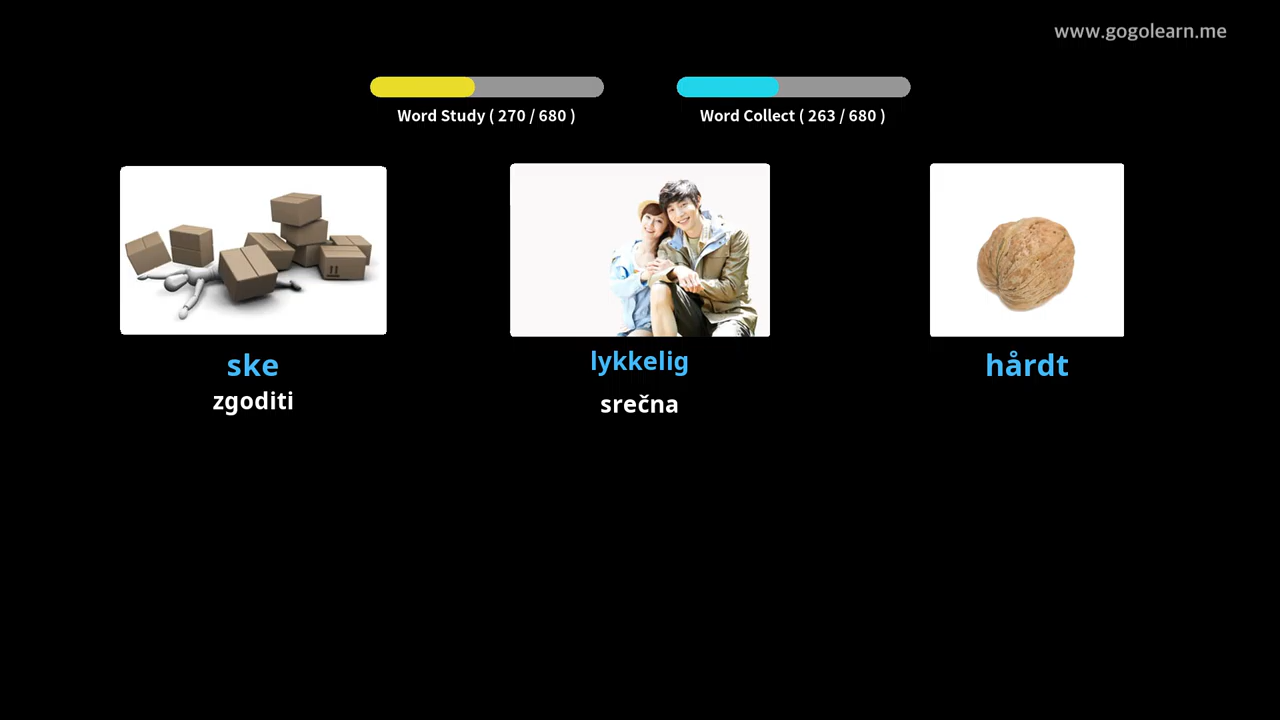 www.gogolearn.me
Word Study ( 270 / 680 )
Word Collect ( 263 / 680 )
ske
zgoditi
lykkelig
srečna
hårdt